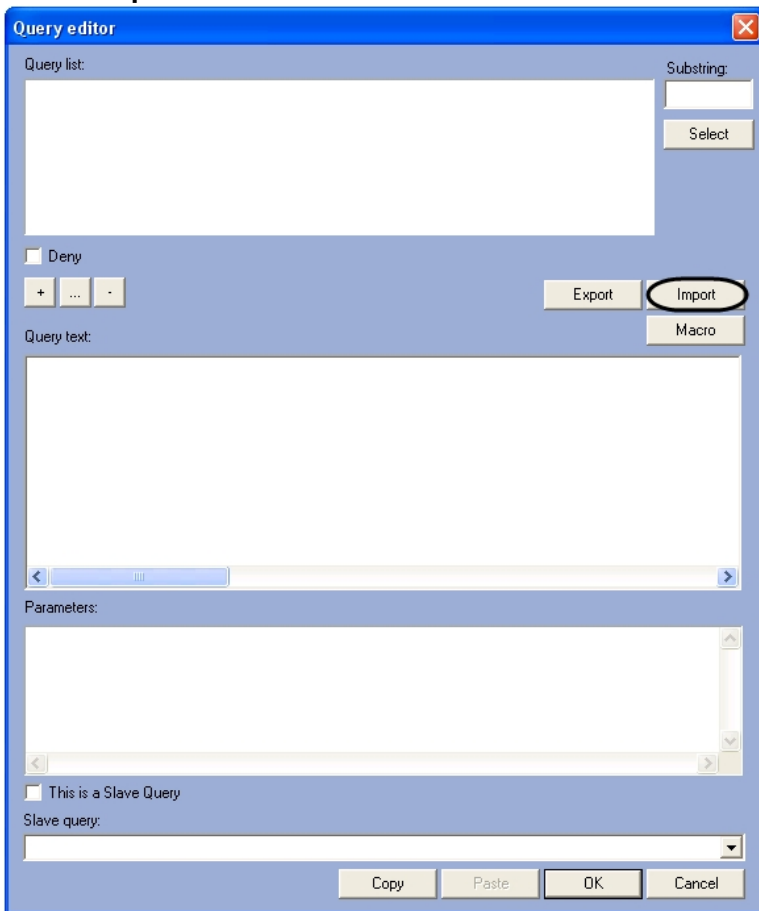 Query editor
Query list:
Substring:
Select
Deny
+ ... -
Export Import
Macro
Query text:
Parameters:
This is a Slave Query
Slave query:
Copy Paste OK Cancel